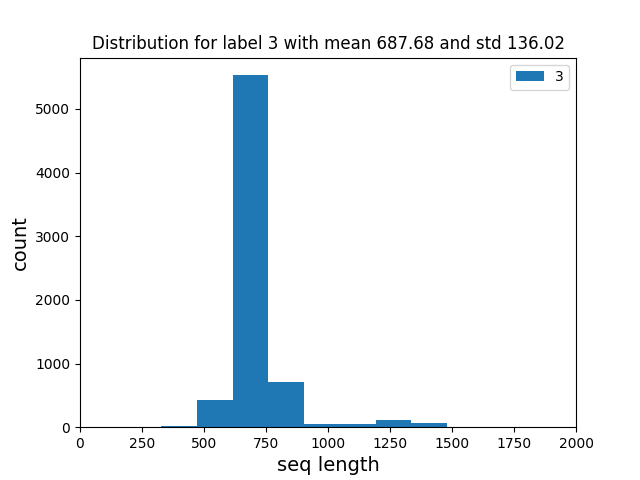 Distribution for label 3 with mean 687.68 and std 136.02
3
5000
4000
3000
2000
1000
0
count
0 250 500 750 1000 1250 1500 1750 2000
seq length